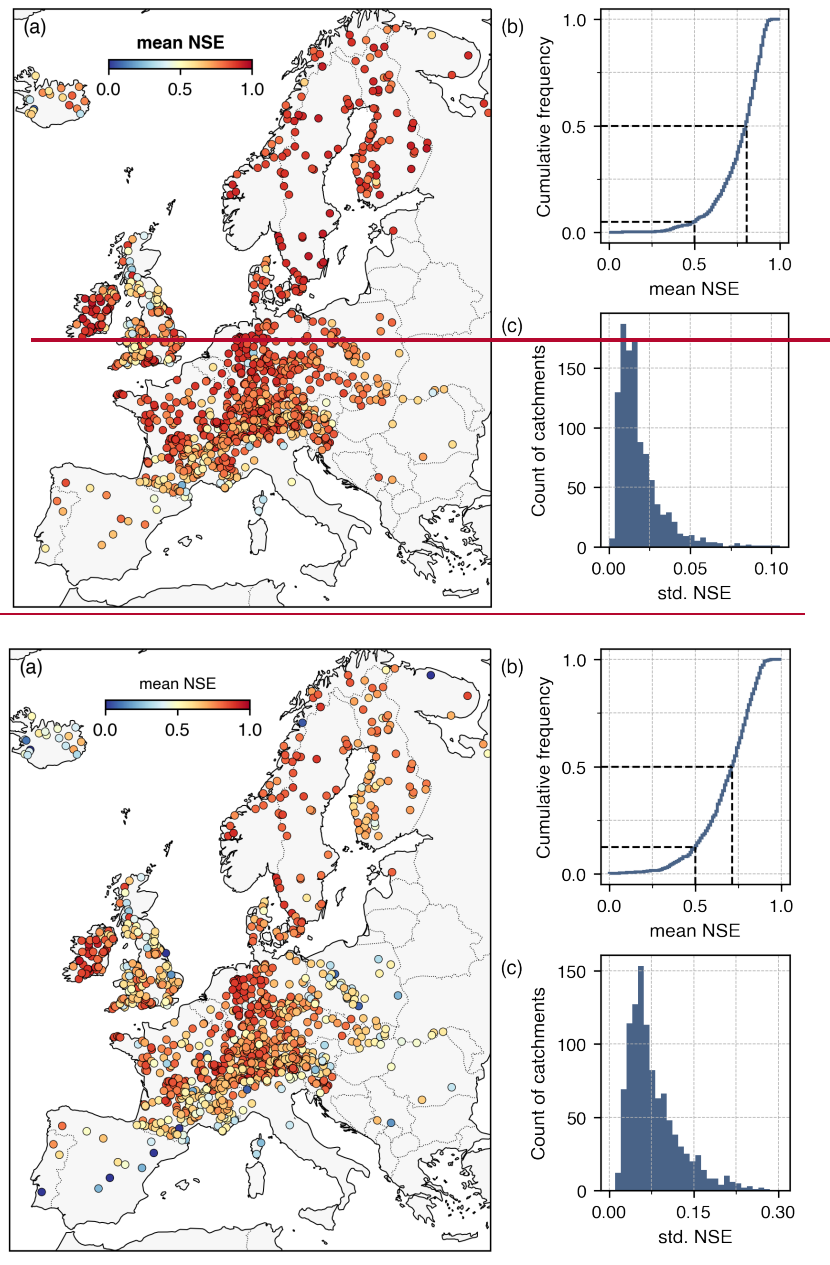 (a)
mean NSE
0.0 0.5 1.0
(b)
Cumulative frequency
1.0
0.5
0.0
0.0 0.5 1.0
mean NSE
(c)
Count of catchments
150
100
50
0
0.00 0.05 0.10
std. NSE
(a)
mean NSE
0.0 0.5 1.0
(b)
Cumulative frequency
1.0
0.5
0.0
0.0 0.5 1.0
mean NSE
(c)
Count of catchments
150
100
50
0
0.00 0.15 0.30
std. NSE